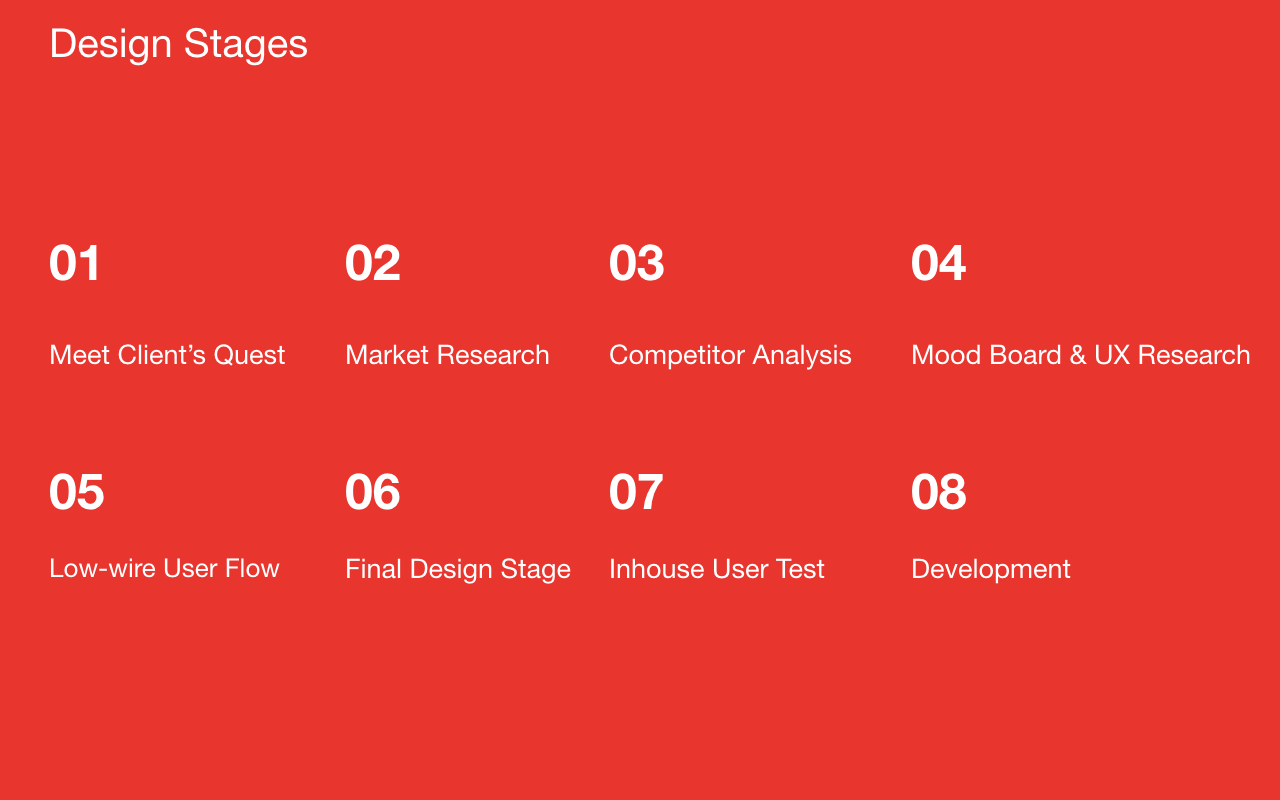 Design Stages
01
Meet Client’s Quest
02
Market Research
03
Competitor Analysis
04
Mood Board & UX Research
05
Low-wire User Flow
06
Final Design Stage
07
Inhouse User Test
08
Development